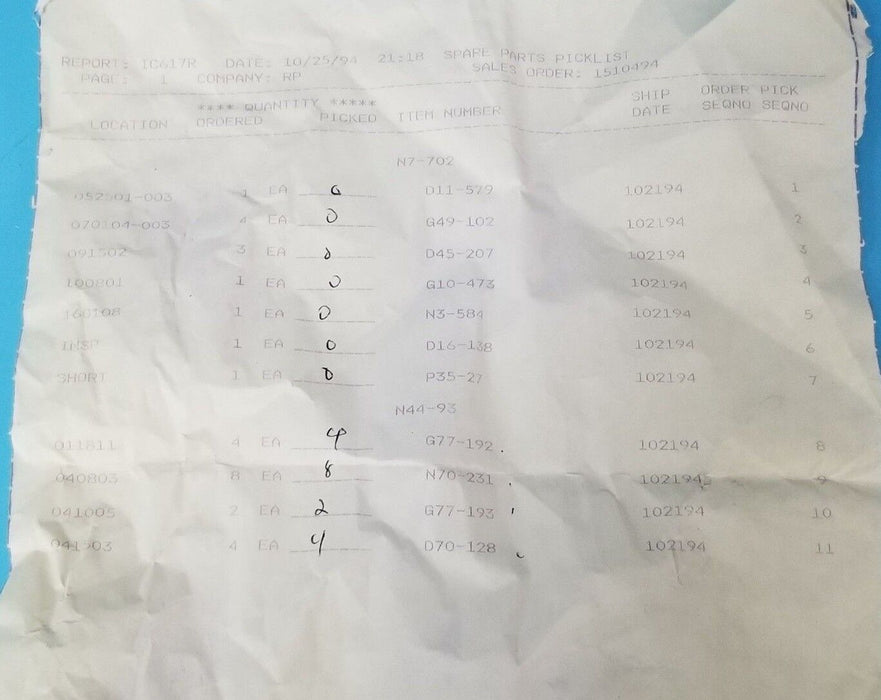 REPORT: IC617R DATE: 10/25/94 21:18 SPARE PARTS PICKLIST
PAGE: 1 COMPANY: RP SALES ORDER: 1510494
**** QUANTITY ***** SHIP ORDER PICK
LOCATION ORDERED PICKED ITEM NUMBER DATE SEQNO SEQNO
N7-702
052501-003 1 EA 0 D11-579 102194 1
070104-003 4 EA 0 G49-102 102194 2
091502 3 EA 0 D45-207 102194 3
100801 1 EA 0 G10-473 102194 4
160108 1 EA 0 N3-584 102194 5
INSP 1 EA 0 D16-138 102194 6
SHORT 1 EA 0 P35-27 102194 7
N44-93
011811 4 EA 4 G77-192 102194 8
040803 8 EA 8 N70-231 102194 9
041005 2 EA 2 G77-193 102194 10
041503 4 EA 4 D70-128 102194 11